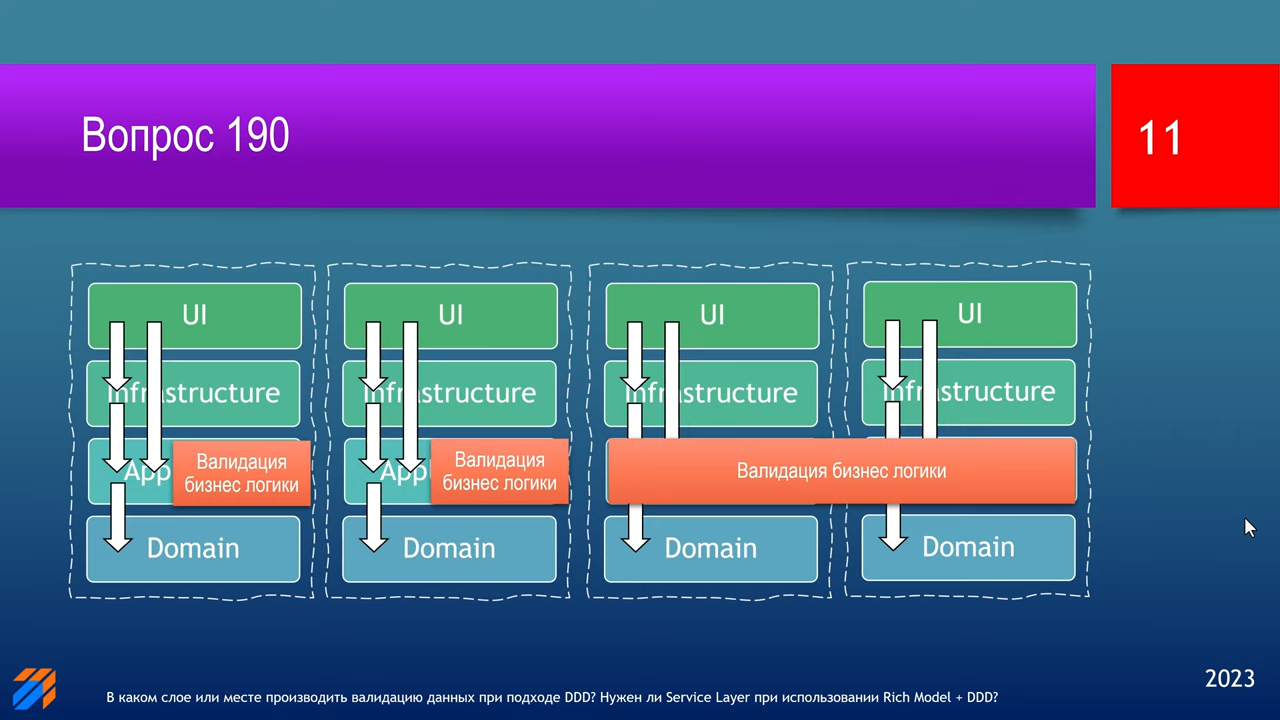 Вопрос 190
11
UI
UI
UI
UI
Infrastructure
Infrastructure
Infrastructure
Infrastructure
App
Валидация
бизнес логики
App
Валидация
бизнес логики
Валидация бизнес логики
Domain
Domain
Domain
Domain
2023
В каком слое или месте производить валидацию данных при подходе DDD? Нужен ли Service Layer при использовании Rich Model + DDD?